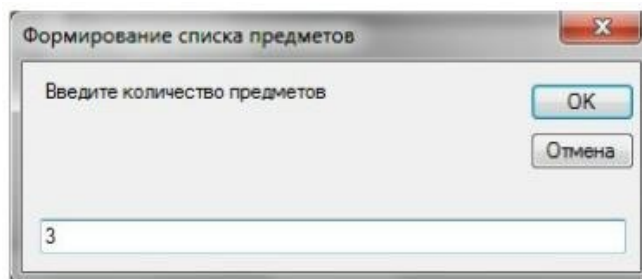 Формирование списка предметов
Введите количество предметов
OK
Отмена
3